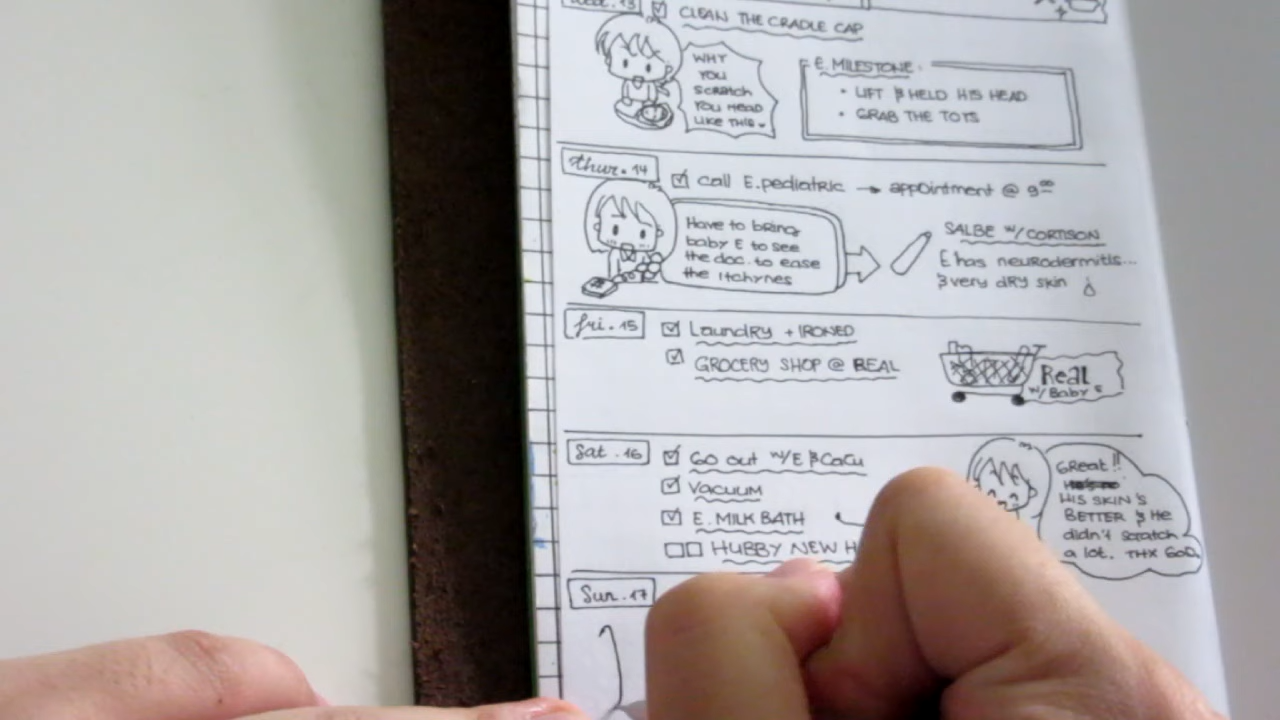 CLEAN THE CRADLE CAP
WHY
YOU
SCRATCH
YOU HEAD
LIKE THIS
E. MILESTONE.
• LIFT & HELD HIS HEAD
• GRAB THE TOYS
thur. 14
call E.pediatric → appointment @ 9⁰⁰
Have to bring
baby E to see
the doc. to ease
the itchynes
SALBE W/ CORTISON
E has neurodermitis...
& very dRY skin
fri. 15
LaundRY + IRONED
GROCERY SHOP @ REAL
Real
W/ Baby E
Sat. 16
GO out W/E & CaCu
VACUUM
E. MILK BATH
HUBBY NEW
GReat!!
HIS SKIN'S
BETTER & He
didn't scratch
a lot. THX GOD.
Sun. 17